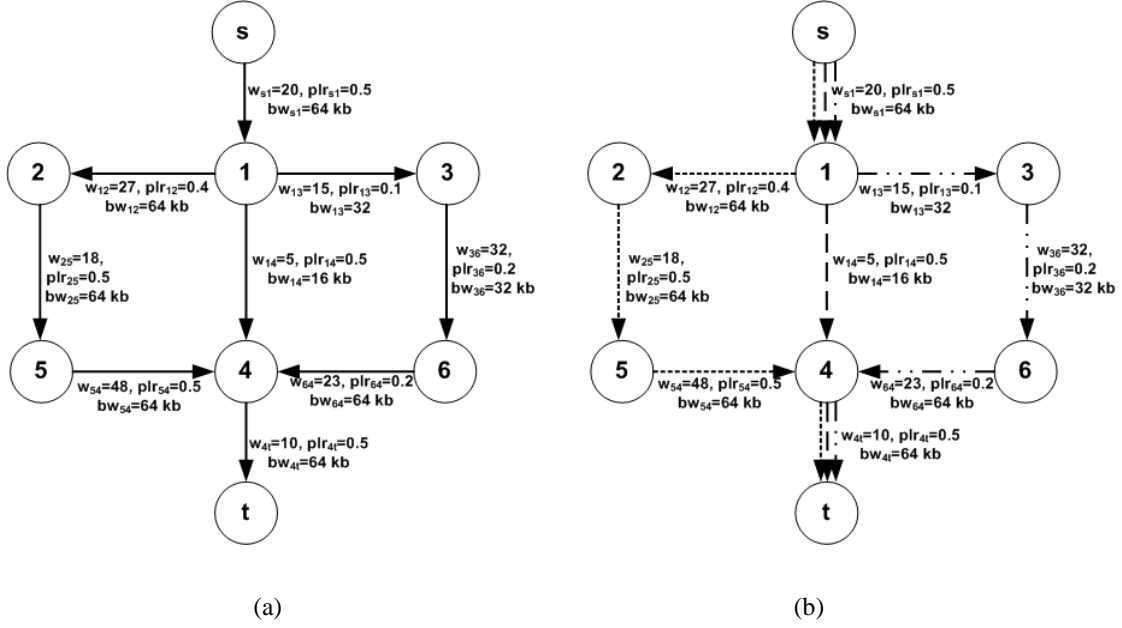 s
w_s1=20, plr_s1=0.5
bw_s1=64 kb
2
1
3
w_12=27, plr_12=0.4
bw_12=64 kb
w_13=15, plr_13=0.1
bw_13=32
w_25=18,
plr_25=0.5
bw_25=64 kb
w_14=5, plr_14=0.5
bw_14=16 kb
w_36=32,
plr_36=0.2
bw_36=32 kb
5
4
6
w_54=48, plr_54=0.5
bw_54=64 kb
w_64=23, plr_64=0.2
bw_64=64 kb
w_4t=10, plr_4t=0.5
bw_4t=64 kb
t
(a)
s
w_s1=20, plr_s1=0.5
bw_s1=64 kb
2
1
3
w_12=27, plr_12=0.4
bw_12=64 kb
w_13=15, plr_13=0.1
bw_13=32
w_25=18,
plr_25=0.5
bw_25=64 kb
w_14=5, plr_14=0.5
bw_14=16 kb
w_36=32,
plr_36=0.2
bw_36=32 kb
5
4
6
w_54=48, plr_54=0.5
bw_54=64 kb
w_64=23, plr_64=0.2
bw_64=64 kb
w_4t=10, plr_4t=0.5
bw_4t=64 kb
t
(b)